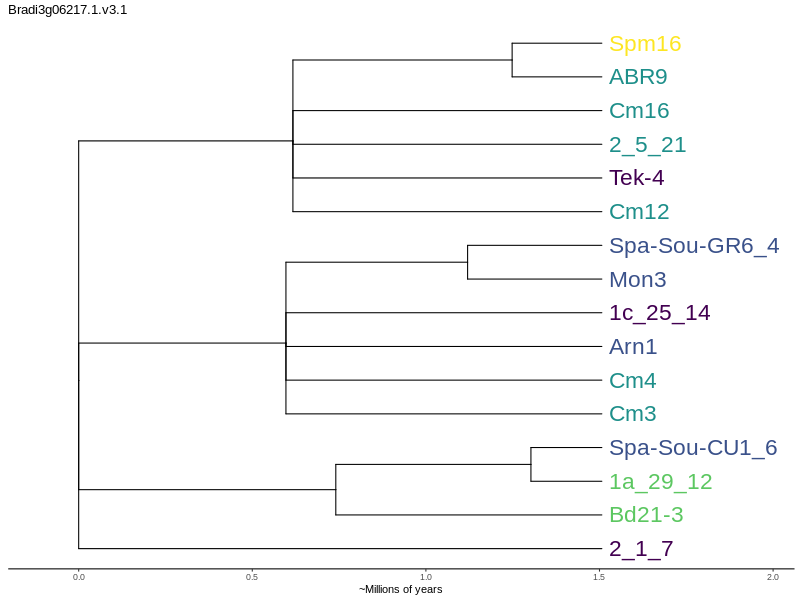 Bradi3g06217.1.v3.1
Spm16
ABR9
Cm16
2_5_21
Tek-4
Cm12
Spa-Sou-GR6_4
Mon3
1c_25_14
Arn1
Cm4
Cm3
Spa-Sou-CU1_6
1a_29_12
Bd21-3
2_1_7
0.0 0.5 1.0 1.5 2.0
~Millions of years